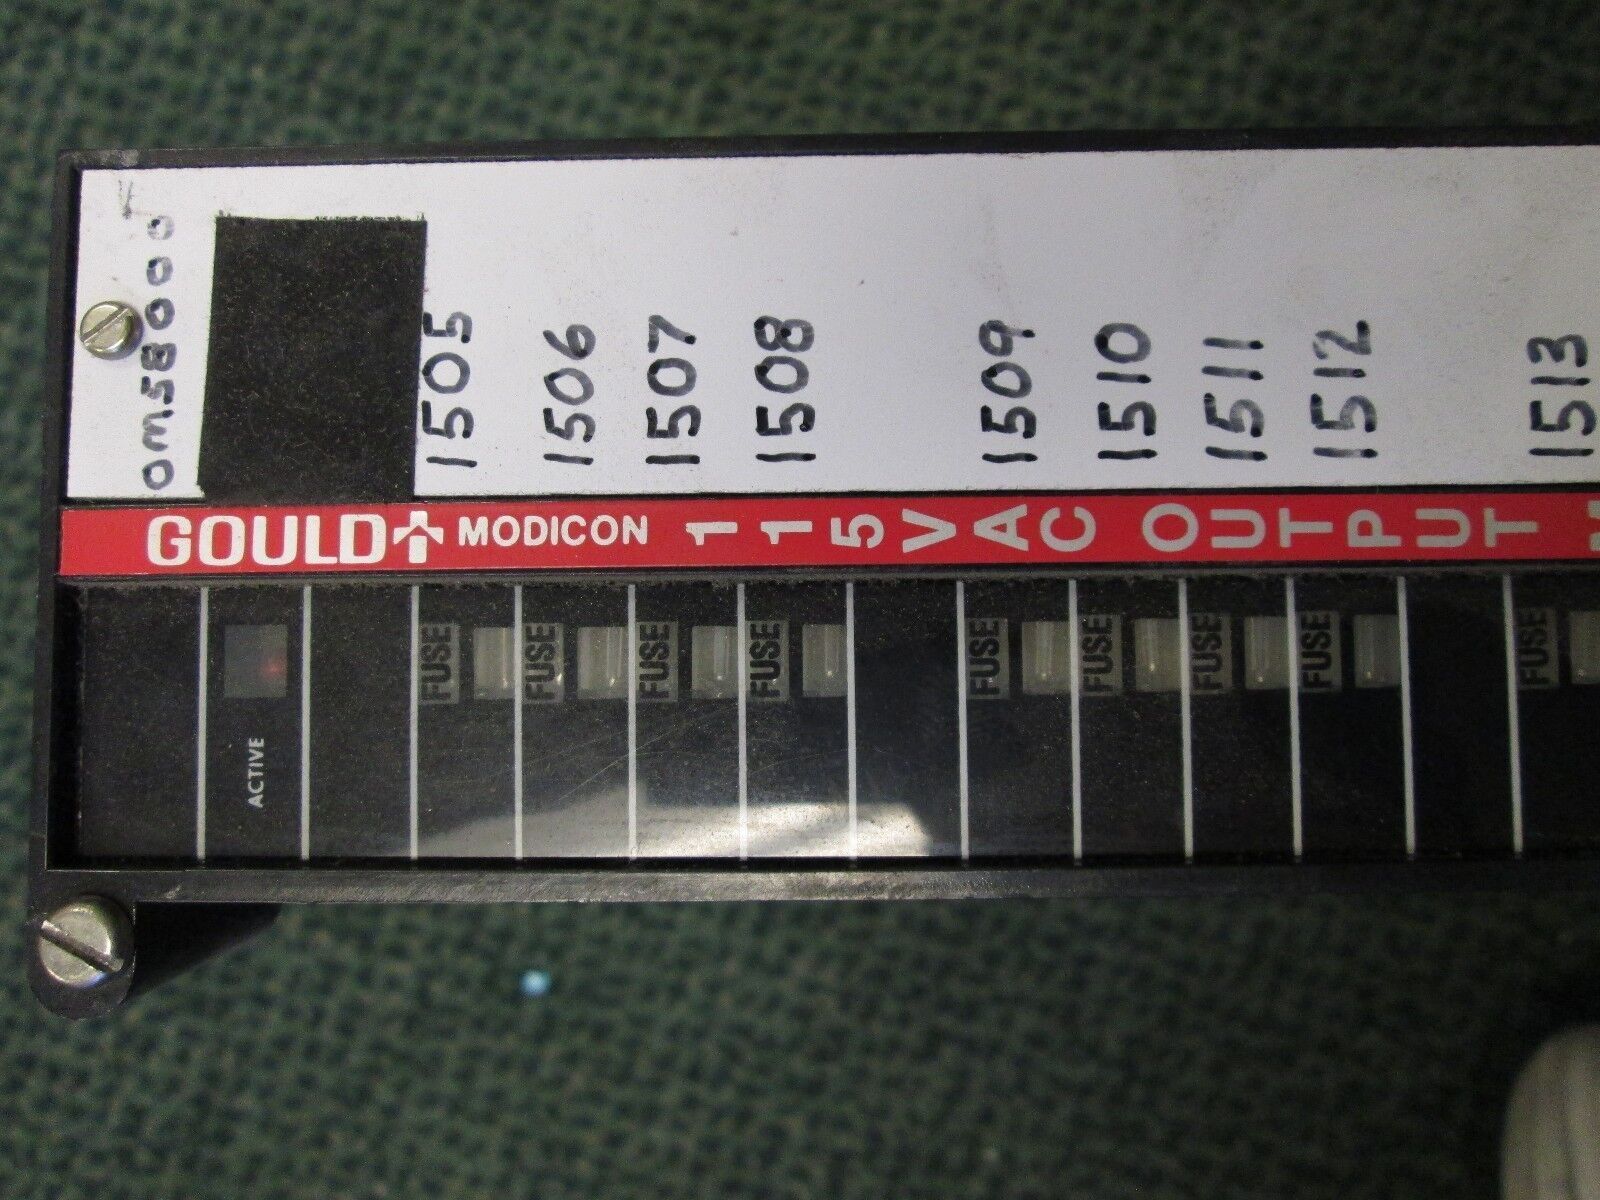 OM58000
1505
1506
1507
1508
1509
1510
1511
1512
1513
GOULD MODICON 115VAC OUTPUT
FUSE
FUSE
FUSE
FUSE
FUSE
FUSE
FUSE
FUSE
FUSE
ACTIVE